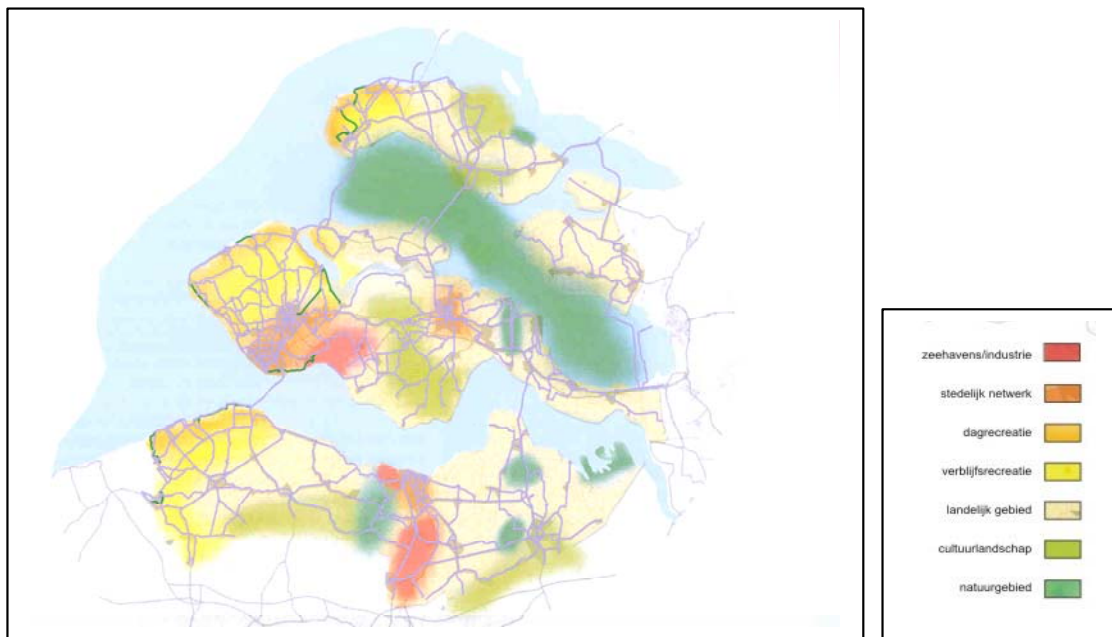 zeehavens/industrie
stedelijk netwerk
dagrecreatie
verblijfsrecreatie
landelijk gebied
cultuurlandschap
natuurgebied